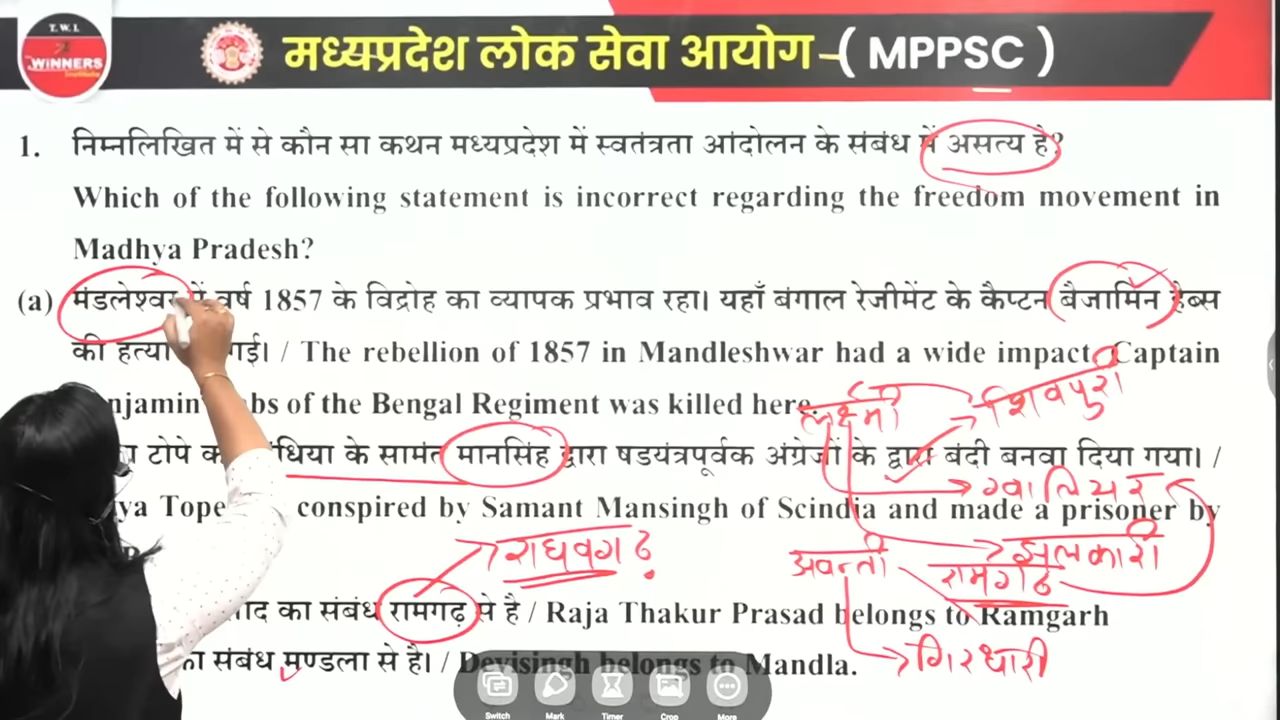 T.W.I.
WINNERS
Institute
मध्यप्रदेश लोक सेवा आयोग-( MPPSC )
1. निम्नलिखित में से कौन सा कथन मध्यप्रदेश में स्वतंत्रता आंदोलन के संबंध में असत्य है?
Which of the following statement is incorrect regarding the freedom movement in
Madhya Pradesh?
(a) मंडलेश्वर में वर्ष 1857 के विद्रोह का व्यापक प्रभाव रहा। यहाँ बंगाल रेजीमेंट के कैप्टन बैजामिन हैब्स
की हत्या गई। / The rebellion of 1857 in Mandleshwar had a wide impact. Captain
of the Bengal Regiment was killed here.
लक्ष्मी
शिवपुरी
टोपे के सामंत मानसिंह द्वारा षडयंत्रपूर्वक अंग्रेजों के द्वारा बंदी बनवा दिया गया। /
ग्वालियर
Tope conspired by Samant Mansingh of Scindia and made a prisoner by
राघवगढ़
झलकारी
अवन्ती
रामगढ
का संबंध रामगढ़ से है / Raja Thakur Prasad belongs to Ramgarh
गिरधारी
का संबंध मुण्डला से है। / Devisingh belongs to Mandla.
Switch Mark Timer Crop More